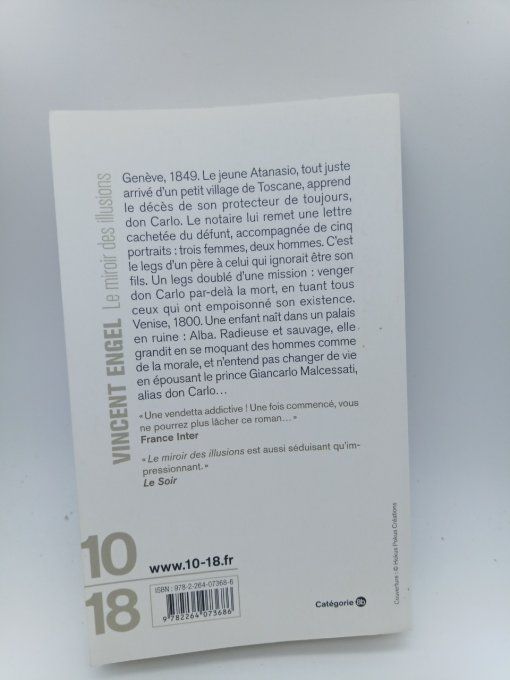 VINCENT ENGEL Le miroir des illusions
Genève, 1849. Le jeune Atanasio, tout juste
arrivé d'un petit village de Toscane, apprend
le décès de son protecteur de toujours,
don Carlo. Le notaire lui remet une lettre
cachetée du défunt, accompagnée de cinq
portraits : trois femmes, deux hommes. C'est
le legs d'un père à celui qui ignorait être son
fils. Un legs doublé d'une mission : venger
don Carlo par-delà la mort, en tuant tous
ceux qui ont empoisonné son existence.
Venise, 1800. Une enfant naît dans un palais
en ruine : Alba. Radieuse et sauvage, elle
grandit en se moquant des hommes comme
de la morale, et n'entend pas changer de vie
en épousant le prince Giancarlo Malcessati,
alias don Carlo…
« Une vendetta addictive ! Une fois commencé, vous
ne pourrez plus lâcher ce roman… »
France Inter
« Le miroir des illusions est aussi séduisant qu'im-
pressionnant. »
Le Soir
10
18
www.10-18.fr
ISBN : 978-2-264-07368-6
9 782264 073686
Catégorie 8b
Couverture : © Hokus Pokus Créations